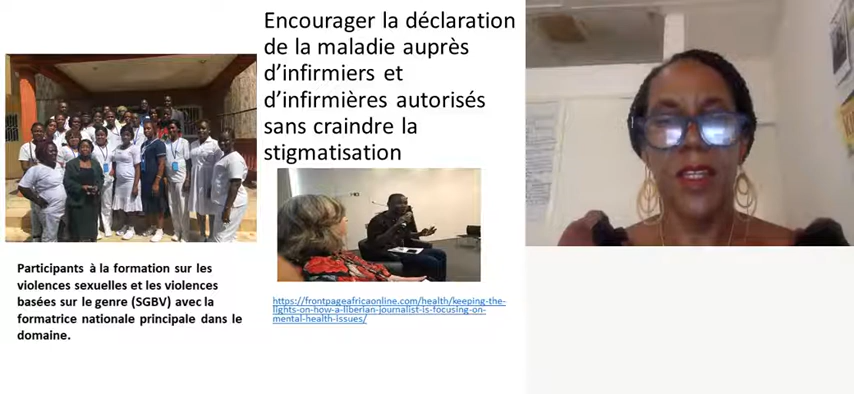 Encourager la déclaration
de la maladie auprès
d'infirmiers et
d'infirmières autorisés
sans craindre la
stigmatisation
Participants à la formation sur les
violences sexuelles et les violences
basées sur le genre (SGBV) avec la
formatrice nationale principale dans le
domaine.
https://frontpageafricaonline.com/health/keeping-the-
lights-on-how-a-liberian-journalist-is-focusing-on-
mental-health-issues/